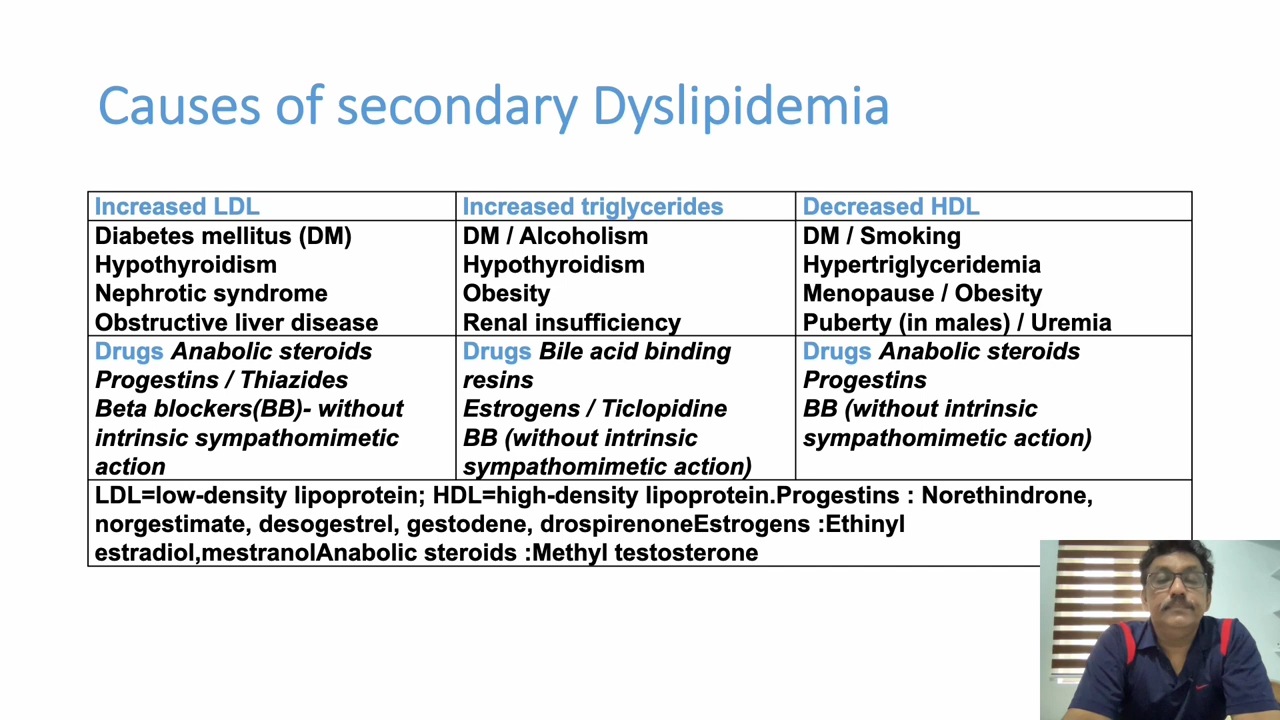 Causes of secondary Dyslipidemia
Increased LDL
Diabetes mellitus (DM)
Hypothyroidism
Nephrotic syndrome
Obstructive liver disease
Increased triglycerides
DM / Alcoholism
Hypothyroidism
Obesity
Renal insufficiency
Decreased HDL
DM / Smoking
Hypertriglyceridemia
Menopause / Obesity
Puberty (in males) / Uremia
Drugs Anabolic steroids
Progestins / Thiazides
Beta blockers(BB)- without
intrinsic sympathomimetic
action
Drugs Bile acid binding
resins
Estrogens / Ticlopidine
BB (without intrinsic
sympathomimetic action)
Drugs Anabolic steroids
Progestins
BB (without intrinsic
sympathomimetic action)
LDL=low-density lipoprotein; HDL=high-density lipoprotein.Progestins : Norethindrone,
norgestimate, desogestrel, gestodene, drospirenoneEstrogens :Ethinyl
estradiol,mestranolAnabolic steroids :Methyl testosterone